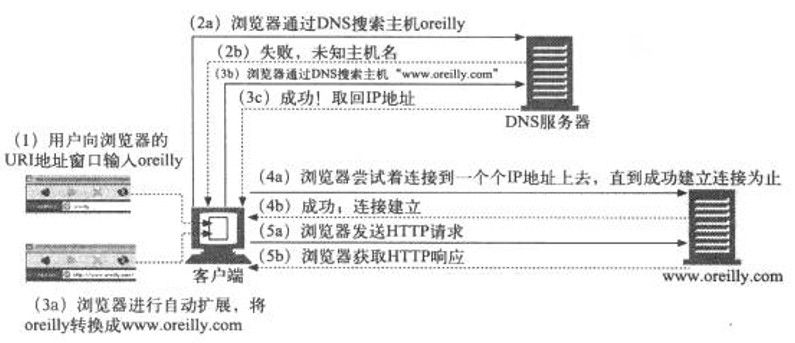 (2a) 浏览器通过DNS搜索主机oreilly
(2b) 失败，未知主机名
(3b) 浏览器通过DNS搜索主机“www.oreilly.com”
(3c) 成功！取回IP地址
DNS服务器
(1) 用户向浏览器的
URI地址窗口输入oreilly
(4a) 浏览器尝试着连接到一个个IP地址上去，直到成功建立连接为止
(4b) 成功；连接建立
(5a) 浏览器发送HTTP请求
(5b) 浏览器获取HTTP响应
客户端
www.oreilly.com
(3a) 浏览器进行自动扩展，将
oreilly转换成www.oreilly.com